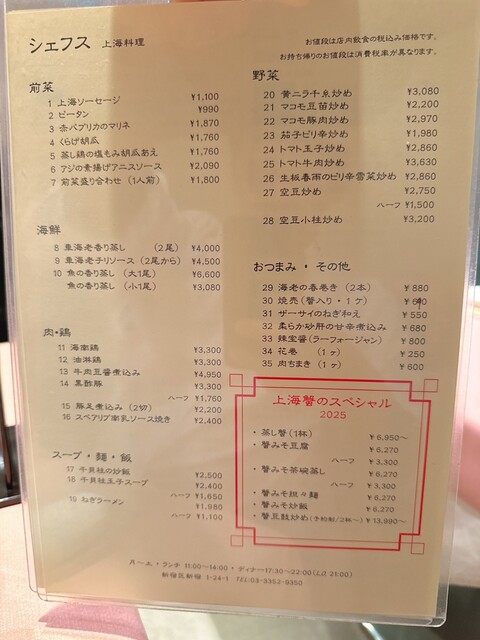 シェフス 上海料理
お値段は店内飲食の税込み価格です。
お持ち帰りのお値段は消費税率が異なります。
前菜
1 上海ソーセージ ¥1,100
2 ピータン ¥990
3 赤パプリカのマリネ ¥1,870
4 くらげ胡瓜 ¥1,760
5 蒸し鶏の塩もみ胡瓜あえ ¥1,760
6 アジの素揚げアニスソース ¥2,090
7 前菜盛り合わせ (1人前) ¥1,800
海鮮
8 車海老香り蒸し (2尾) ¥4,000
9 車海老チリソース (2尾から) ¥4,500
10 魚の香り蒸し (大1尾) ¥6,600
魚の香り蒸し (小1尾) ¥3,080
肉・鶏
11 海南鶏 ¥3,300
12 油淋鶏 ¥3,300
13 牛肉豆醤煮込み ¥4,950
14 黒酢豚 ¥3,300
ハーフ ¥1,760
15 豚足煮込み (2切) ¥2,200
16 スペアリブ南乳ソース焼き ¥2,400
スープ・麺・飯
17 干貝柱の炒飯 ¥2,500
18 干貝柱玉子スープ ¥2,400
ハーフ ¥1,650
19 ねぎラーメン ¥1,980
ハーフ ¥1,100
野菜
20 黄ニラ干糸炒め ¥3,080
21 マコモ豆苗炒め ¥2,200
22 マコモ豚肉炒め ¥2,970
23 茄子ピリ辛炒め ¥1,980
24 トマト玉子炒め ¥2,860
25 トマト牛肉炒め ¥3,630
26 生板春雨のピリ辛雪菜炒め ¥2,860
27 空豆炒め ¥2,750
ハーフ ¥1,500
28 空豆小柱炒め ¥3,200
おつまみ・その他
29 海老の春巻き (2本) ¥880
30 焼売(蟹入り・1ヶ) ¥
31 ザーサイのねぎ和え ¥550
32 柔らか砂肝の甘辛煮込み ¥680
33 辣宝醤(ラーフォージャン) ¥800
34 花巻 (1ヶ) ¥250
35 肉ちまき (1ヶ) ¥600
上海蟹のスペシャル
2025
・蒸し蟹(1杯) ¥6,950~
・蟹みそ豆腐 ¥6,270
ハーフ ¥3,300
・蟹みそ茶碗蒸し ¥6,270
ハーフ ¥3,300
・蟹みそ担々麺 ¥6,270
・蟹みそ炒飯 ¥6,270
・蟹豆鼓炒め(予約制/2杯~) ¥13,990~
月~土・ランチ 11:00~14:00・ディナー17:30~22:00(LO 21:00)
新宿区新宿 1-24-1 TEL03-3352-9350